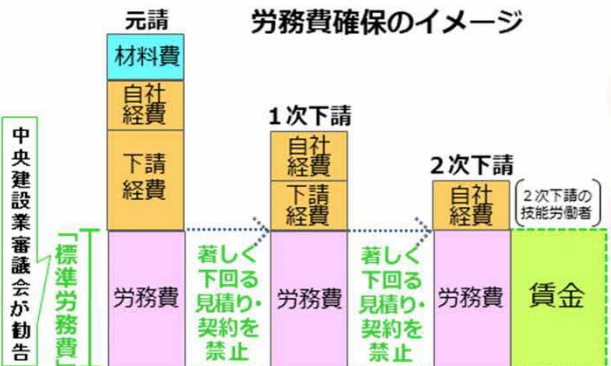 労務費確保のイメージ
元請
材料費
自社
経費
下請
経費
労務費
1次下請
自社
経費
下請
経費
労務費
2次下請
自社
経費
労務費
2次下請の
技能労働者
賃金
著しく
下回る
見積り・
契約を
禁止
著しく
下回る
見積り・
契約を
禁止
中央建設業審議会が勧告
「標準労務費」